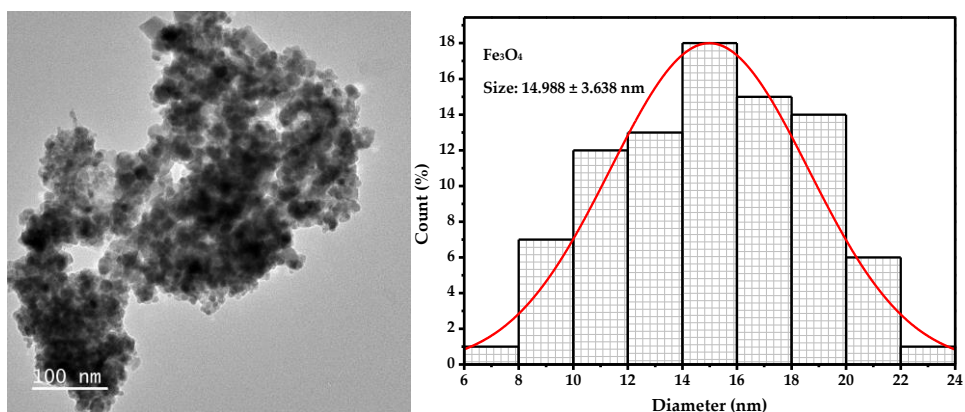 100 nm
Fe₃O₄
Size: 14.988 ± 3.638 nm
Count (%)
18
16
14
12
10
8
6
4
2
0
6 8 10 12 14 16 18 20 22 24
Diameter (nm)